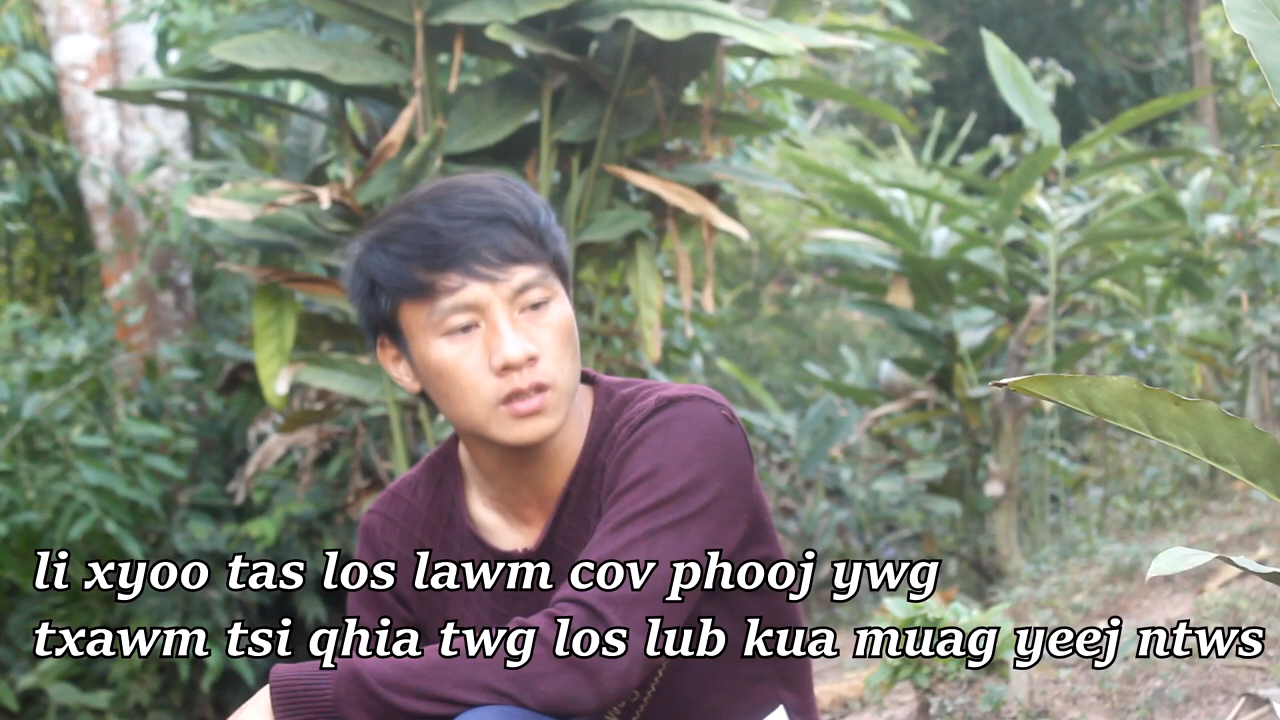 li xyoo tas los lawm cov phooj ywg
txawm tsi qhia twg los lub kua muag yeej ntws